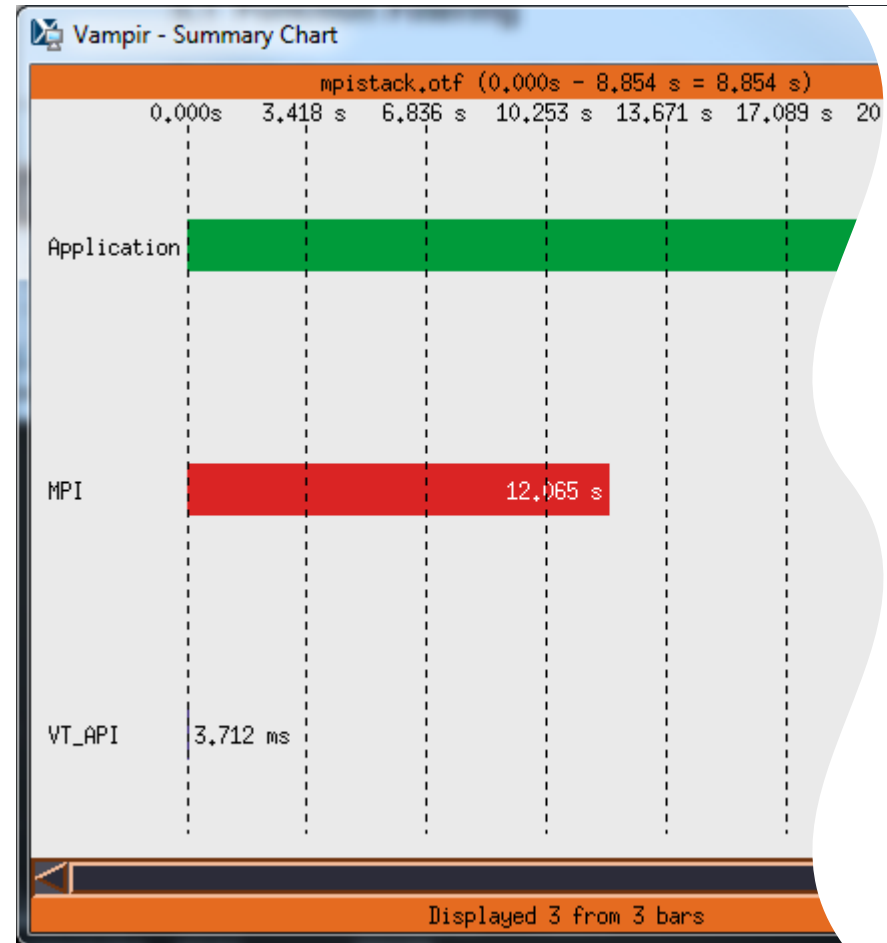 Vampir - Summary Chart
mpistack.otf (0.000s - 8.854 s = 8.854 s)
0.000s 3.418 s 6.836 s 10.253 s 13.671 s 17.089 s 20
Application
MPI 12.065 s
VT_API 3.712 ms
Displayed 3 from 3 bars